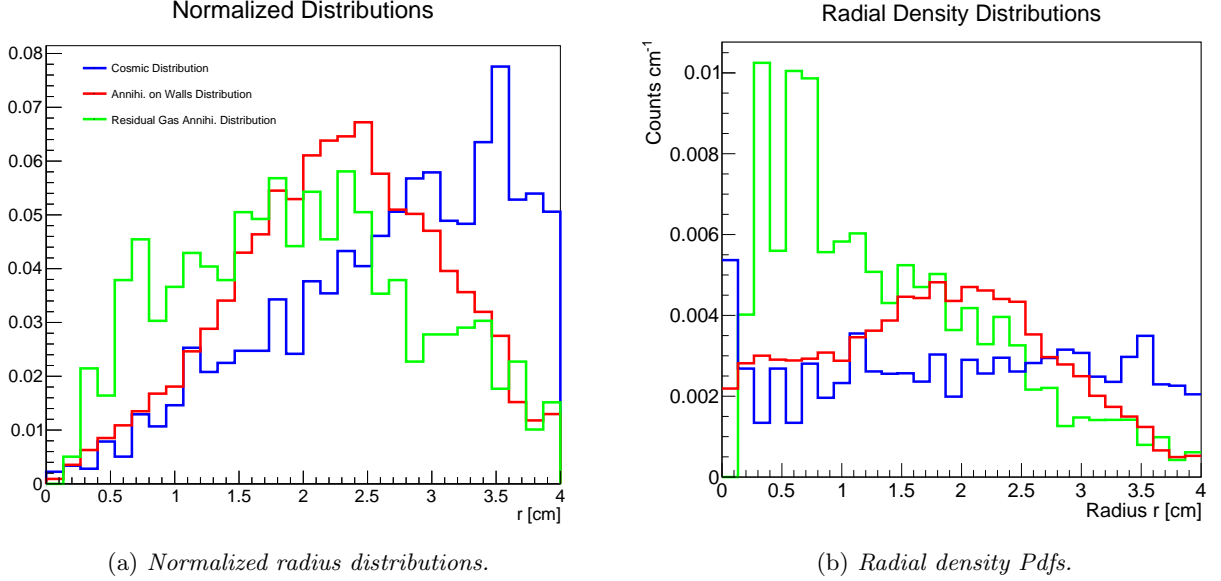 Normalized Distributions
0.08
0.07
0.06
0.05
0.04
0.03
0.02
0.01
0
Cosmic Distribution
Annihi. on Walls Distribution
Residual Gas Annihi. Distribution
0 0.5 1 1.5 2 2.5 3 3.5 4
r [cm]
(a) Normalized radius distributions.
Radial Density Distributions
Counts cm-1
0.01
0.008
0.006
0.004
0.002
0
0 0.5 1 1.5 2 2.5 3 3.5 4
Radius r [cm]
(b) Radial density Pdfs.